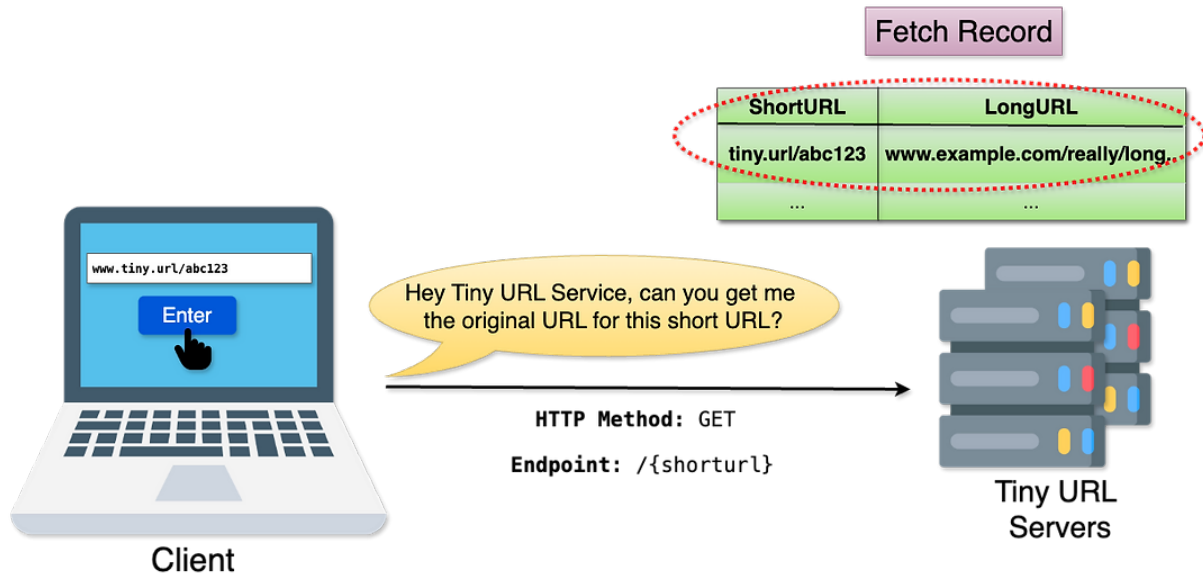 Fetch Record
ShortURL LongURL
tiny.url/abc123 www.example.com/really/long..
... ...
www.tiny.url/abc123
Enter
Hey Tiny URL Service, can you get me
the original URL for this short URL?
HTTP Method: GET
Endpoint: /{shorturl}
Client
Tiny URL
Servers